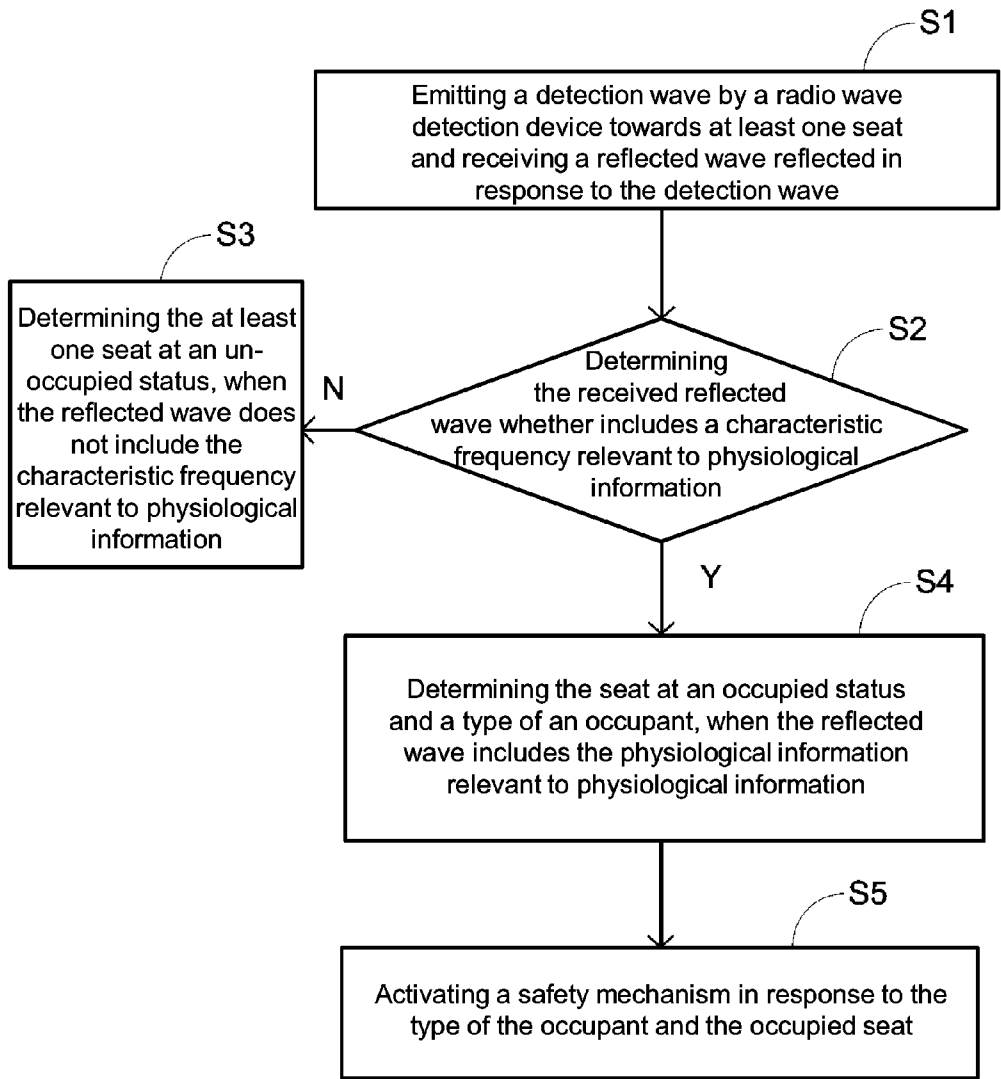 S1
Emitting a detection wave by a radio wave
detection device towards at least one seat
and receiving a reflected wave reflected in
response to the detection wave
S3
Determining the at least
one seat at an un-
occupied status, when
the reflected wave does
not include the
characteristic frequency
relevant to physiological
information
N
S2
Determining
the received reflected
wave whether includes a characteristic
frequency relevant to physiological
information
Y
S4
Determining the seat at an occupied status
and a type of an occupant, when the reflected
wave includes the physiological information
relevant to physiological information
S5
Activating a safety mechanism in response to the
type of the occupant and the occupied seat